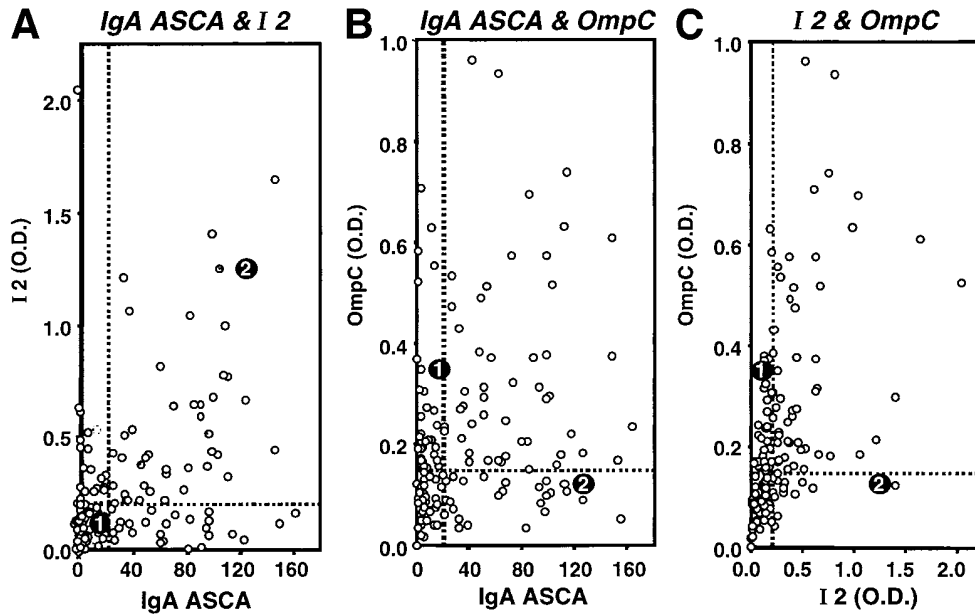 A IgA ASCA & I 2
B IgA ASCA & OmpC
C I 2 & OmpC
I 2 (O.D.)
2.0
1.5
1.0
0.5
0.0
0 40 80 120 160
IgA ASCA
1
2
OmpC (O.D.)
1.0
0.8
0.6
0.4
0.2
0.0
0 40 80 120 160
IgA ASCA
1
2
OmpC (O.D.)
1.0
0.8
0.6
0.4
0.2
0.0
0.0 0.5 1.0 1.5 2.0
I 2 (O.D.)
1
2